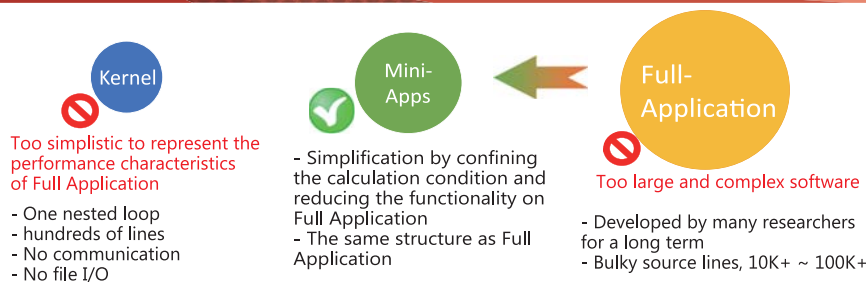 Kernel
Too simplistic to represent the
performance characteristics
of Full Application
- One nested loop
- hundreds of lines
- No communication
- No file I/O
Mini-
Apps
- Simplification by confining
the calculation condition and
reducing the functionality on
Full Application
- The same structure as Full
Application
Full-
Application
Too large and complex software
- Developed by many researchers
for a long term
- Bulky source lines, 10K+ ~ 100K+